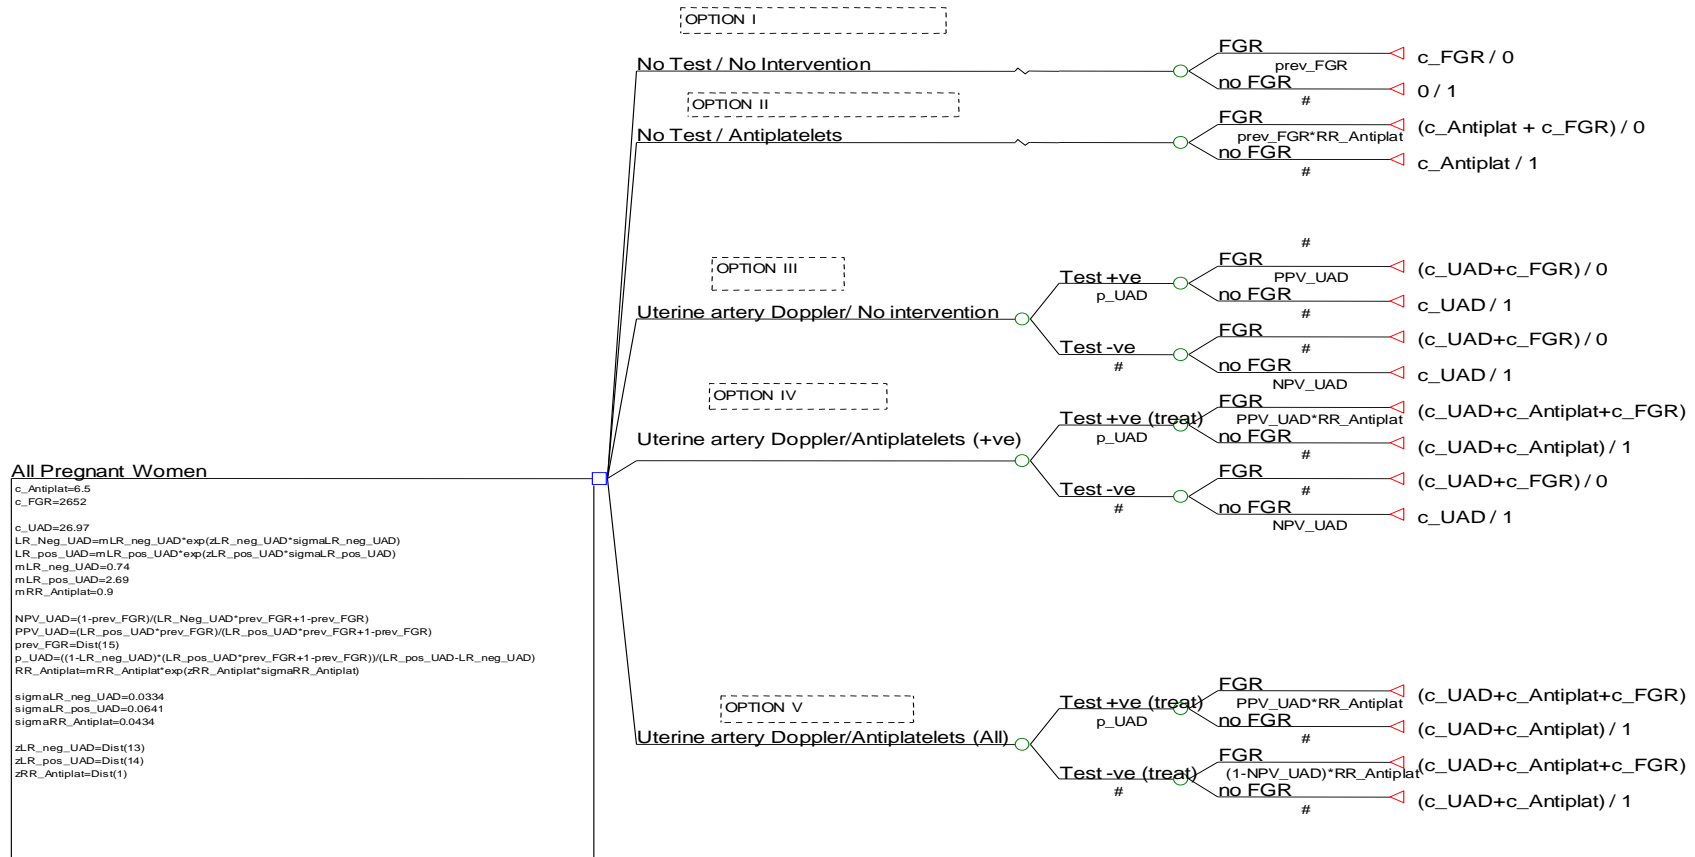 OPTION I
No Test / No Intervention
FGR
prev_FGR
c_FGR / 0
no FGR
#
0 / 1
OPTION II
No Test / Antiplatelets
FGR
prev_FGR*RR_Antiplat
(c_Antiplat + c_FGR) / 0
no FGR
#
c_Antiplat / 1
#
OPTION III
Uterine artery Doppler/ No intervention
Test +ve
p_UAD
FGR
PPV_UAD
(c_UAD+c_FGR) / 0
no FGR
#
c_UAD / 1
Test -ve
#
FGR
#
(c_UAD+c_FGR) / 0
no FGR
NPV_UAD
c_UAD / 1
OPTION IV
Uterine artery Doppler/Antiplatelets (+ve)
Test +ve (treat)
p_UAD
FGR
PPV_UAD*RR_Antiplat
(c_UAD+c_Antiplat+c_FGR)
no FGR
#
(c_UAD+c_Antiplat) / 1
Test -ve
#
FGR
#
(c_UAD+c_FGR) / 0
no FGR
NPV_UAD
c_UAD / 1
All Pregnant Women
c_Antiplat=6.5
c_FGR=2652
c_UAD=26.97
LR_Neg_UAD=mLR_neg_UAD*exp(zLR_neg_UAD*sigmaLR_neg_UAD)
LR_pos_UAD=mLR_pos_UAD*exp(zLR_pos_UAD*sigmaLR_pos_UAD)
mLR_neg_UAD=0.74
mLR_pos_UAD=2.69
mRR_Antiplat=0.9
NPV_UAD=(1-prev_FGR)/(LR_Neg_UAD*prev_FGR+1-prev_FGR)
PPV_UAD=(LR_pos_UAD*prev_FGR)/(LR_pos_UAD*prev_FGR+1-prev_FGR)
prev_FGR=Dist(15)
p_UAD=((1-LR_neg_UAD)*(LR_pos_UAD*prev_FGR+1-prev_FGR))/(LR_pos_UAD-LR_neg_UAD)
RR_Antiplat=mRR_Antiplat*exp(zRR_Antiplat*sigmaRR_Antiplat)
sigmaLR_neg_UAD=0.0334
sigmaLR_pos_UAD=0.0641
sigmaRR_Antiplat=0.0434
zLR_neg_UAD=Dist(13)
zLR_pos_UAD=Dist(14)
zRR_Antiplat=Dist(1)
OPTION V
Uterine artery Doppler/Antiplatelets (All)
Test +ve (treat)
p_UAD
FGR
PPV_UAD*RR_Antiplat
(c_UAD+c_Antiplat+c_FGR)
no FGR
#
(c_UAD+c_Antiplat) / 1
Test -ve (treat)
#
FGR
(1-NPV_UAD)*RR_Antiplat
(c_UAD+c_Antiplat+c_FGR)
no FGR
#
(c_UAD+c_Antiplat) / 1